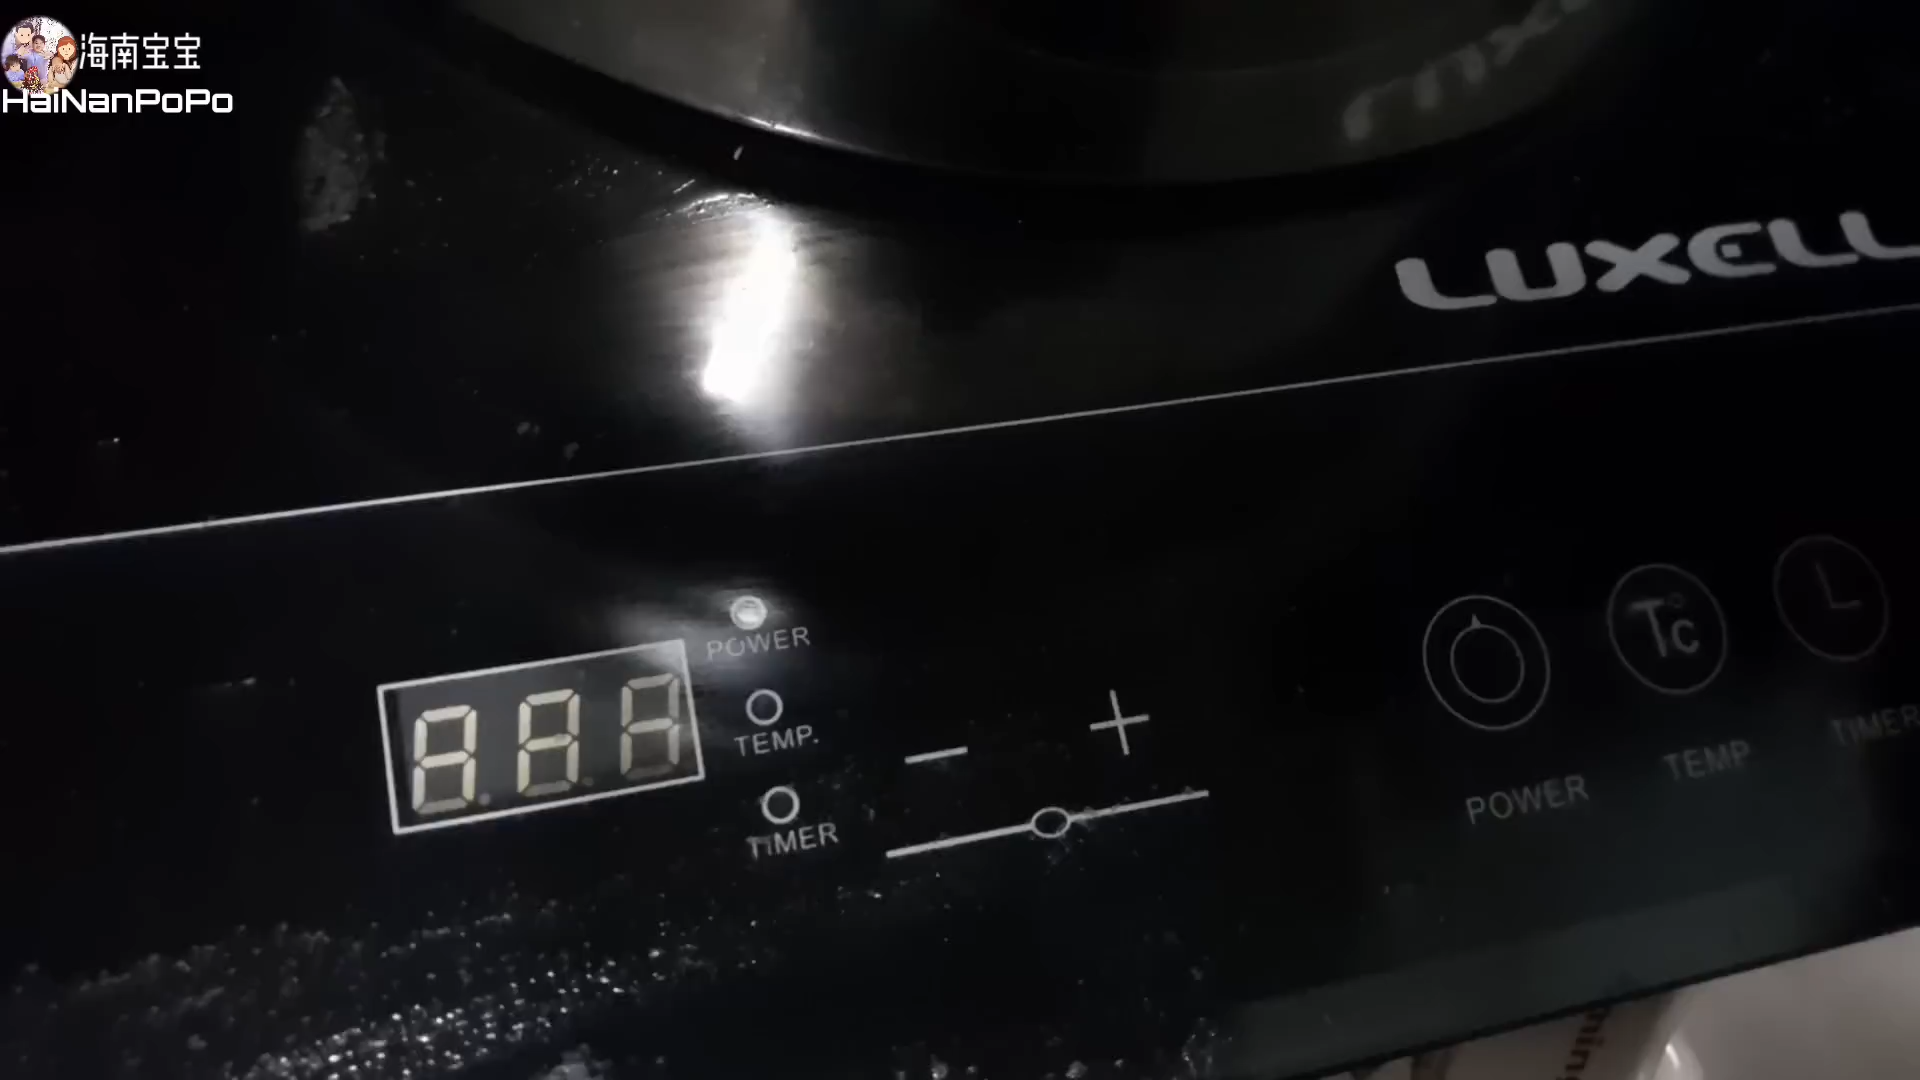 海南宝宝
HaiNanPoPo
LUXELL
POWER
TEMP.
TIMER
− +
T°C
POWER
TEMP
TIMER